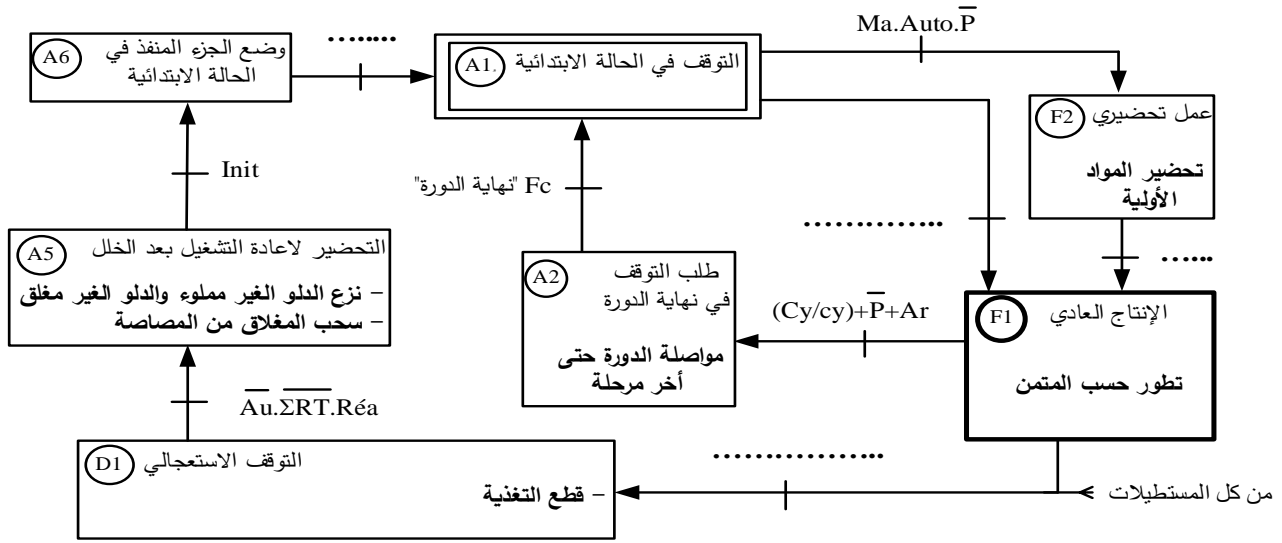 Ma.Auto.P̅
........
A6 وضع الجزء المنفذ في
الحالة الابتدائية
A1. التوقف في الحالة الابتدائية
F2 عمل تحضيري
تحضير المواد
الأولية
Init
Fc "نهاية الدورة"
..............
......
A5 التحضير لاعادة التشغيل بعد الخلل
- نزع الدلو الغير مملوء والدلو الغير مغلق
- سحب المغلاق من المصاصة
A2 طلب التوقف
في نهاية الدورة
مواصلة الدورة حتى
أخر مرحلة
(Cy/cy)+P̅+Ar
F1 الإنتاج العادي
تطور حسب المتمن
A̅u̅.Σ̅R̅T̅.Réa
D1 التوقف الاستعجالي
- قطع التغذية
.................
من كل المستطيلات